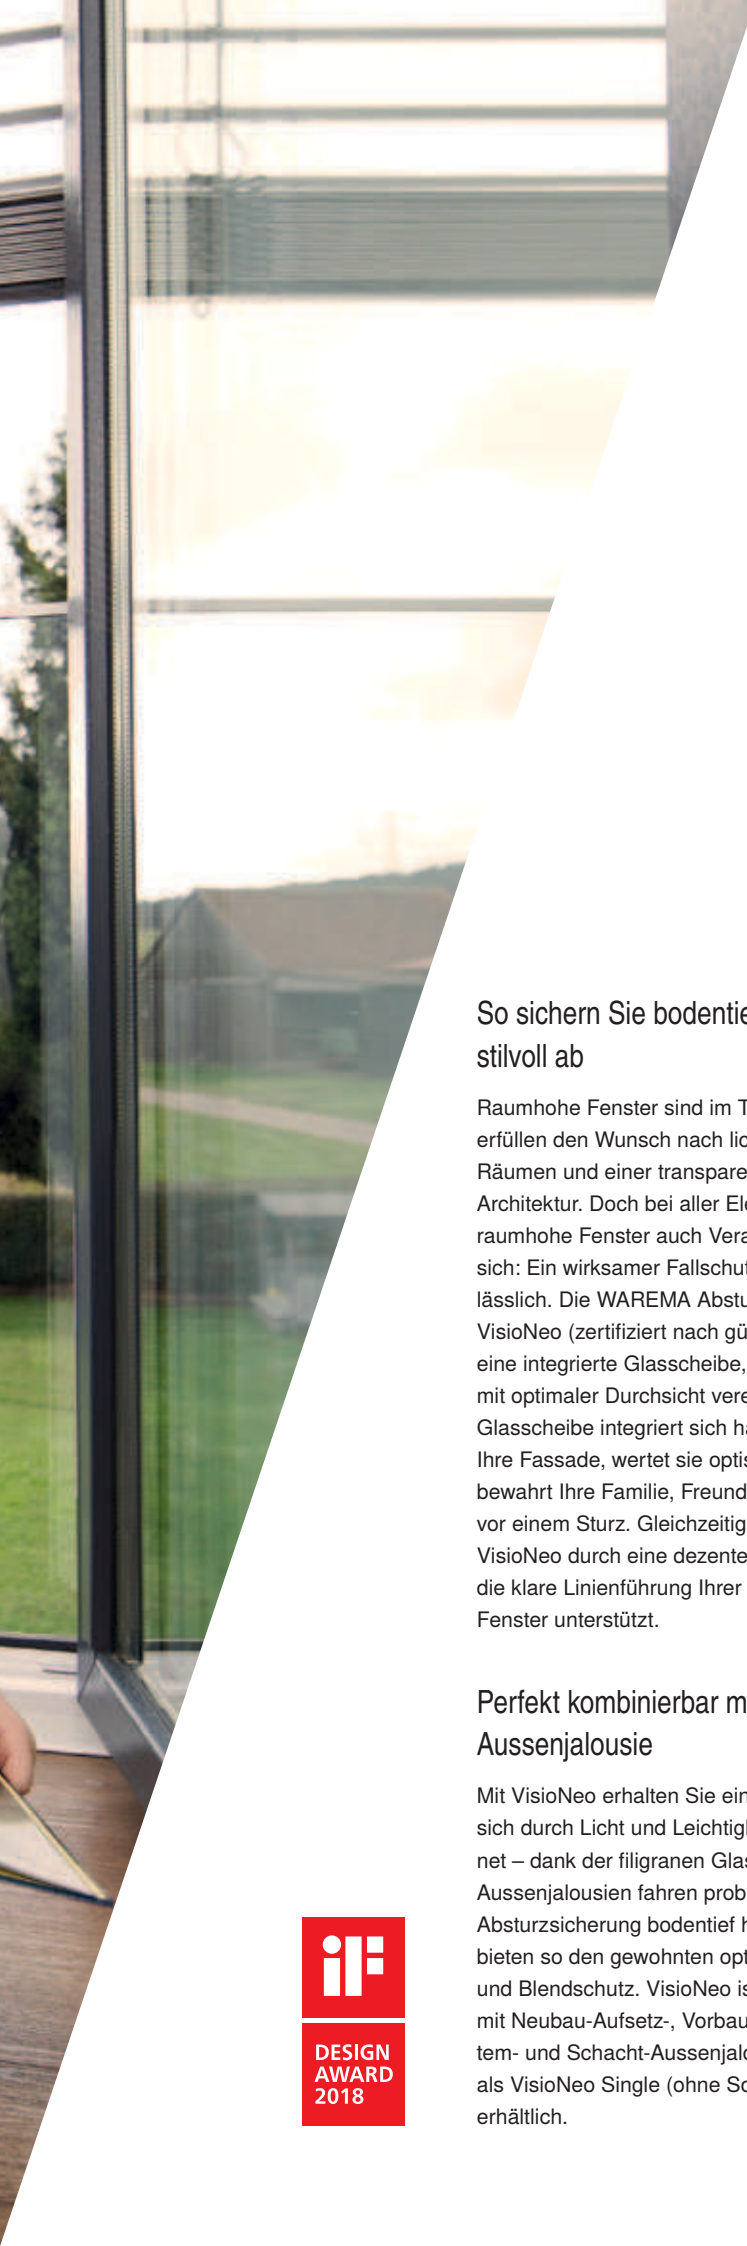 So sichern Sie bodentie
stilvoll ab
Raumhohe Fenster sind im T
erfüllen den Wunsch nach lic
Räumen und einer transpare
Architektur. Doch bei aller Ele
raumhohe Fenster auch Vera
sich: Ein wirksamer Fallschut
lässlich. Die WAREMA Abstu
VisioNeo (zertifiziert nach gü
eine integrierte Glasscheibe,
mit optimaler Durchsicht vere
Glasscheibe integriert sich ha
Ihre Fassade, wertet sie optis
bewahrt Ihre Familie, Freund
vor einem Sturz. Gleichzeitig
VisioNeo durch eine dezente
die klare Linienführung Ihrer
Fenster unterstützt.
Perfekt kombinierbar m
Aussenjalousie
Mit VisioNeo erhalten Sie ein
sich durch Licht und Leichtigk
net – dank der filigranen Glas
Aussenjalousien fahren prob
Absturzsicherung bodentief h
bieten so den gewohnten opt
und Blendschutz. VisioNeo is
mit Neubau-Aufsetz-, Vorbau
tem- und Schacht-Aussenjalo
als VisioNeo Single (ohne So
erhältlich.
iF
DESIGN
AWARD
2018